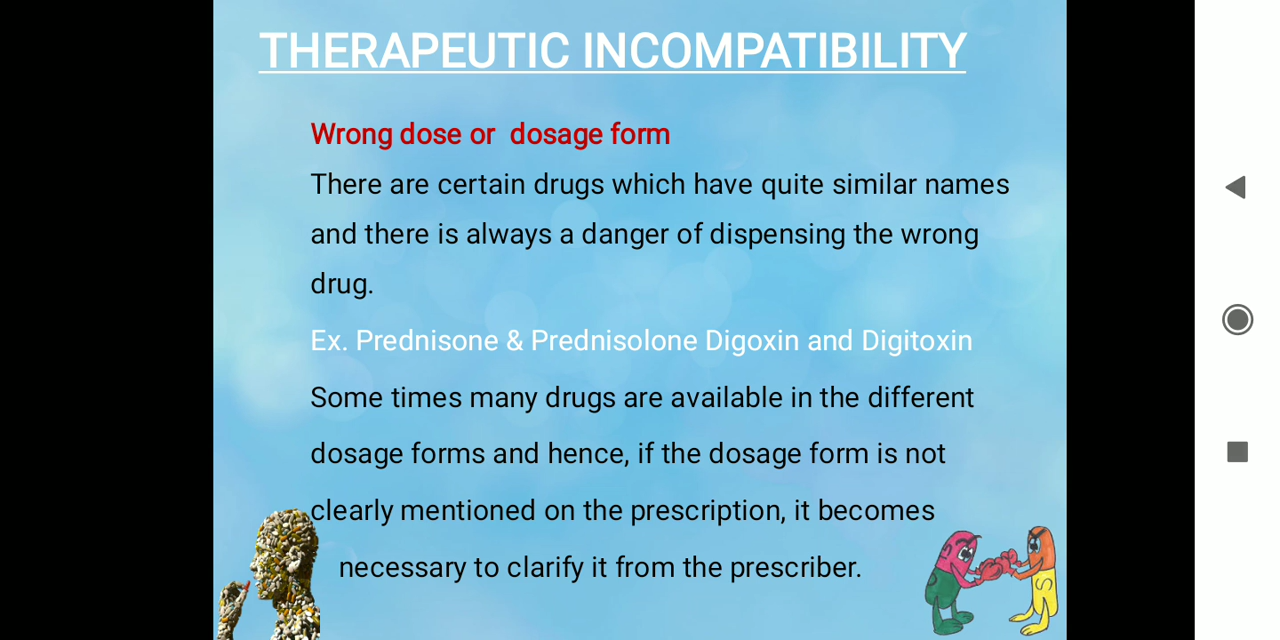 THERAPEUTIC INCOMPATIBILITY
Wrong dose or dosage form
There are certain drugs which have quite similar names
and there is always a danger of dispensing the wrong
drug.
Ex. Prednisone & Prednisolone Digoxin and Digitoxin
Some times many drugs are available in the different
dosage forms and hence, if the dosage form is not
clearly mentioned on the prescription, it becomes
necessary to clarify it from the prescriber.